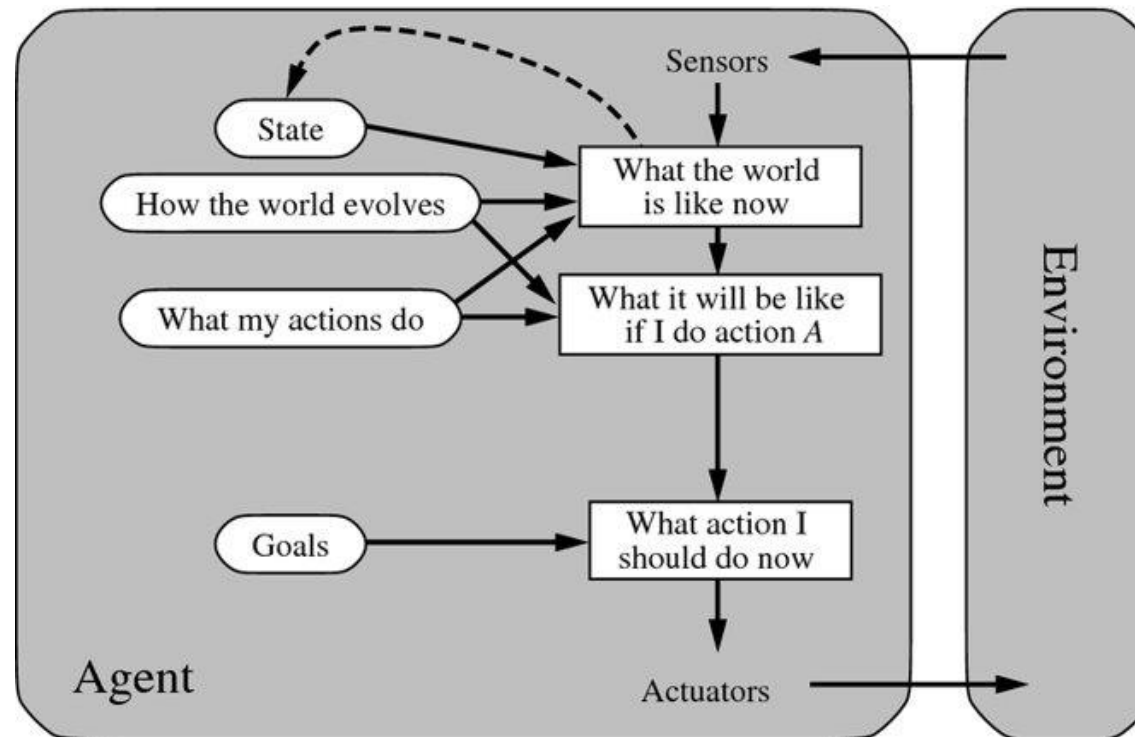 Sensors
State
What the world
is like now
How the world evolves
What it will be like
if I do action A
What my actions do
Environment
What action I
should do now
Goals
Agent
Actuators